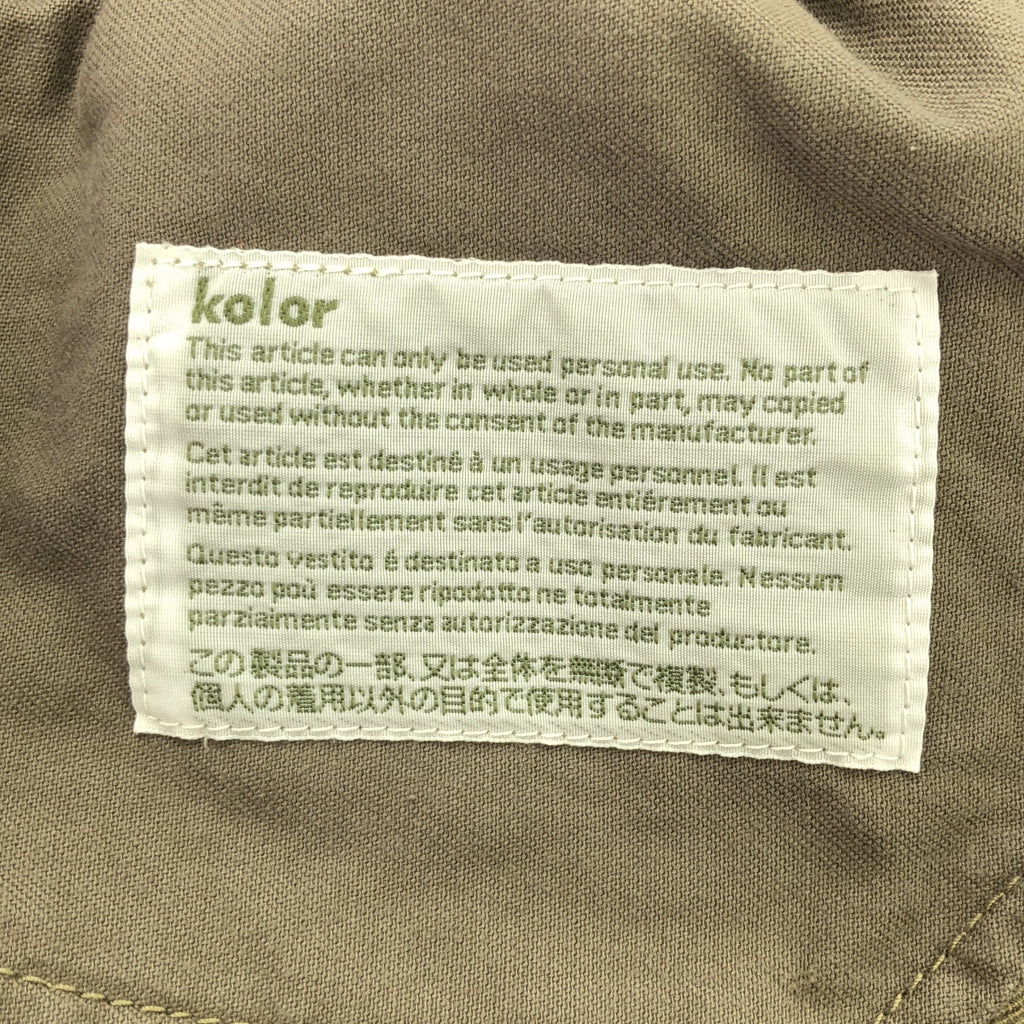 kolor
This article can only be used personal use. No part of
this article, whether in whole or in part, may copied
or used without the consent of the manufacturer.
Cet article est destiné à un usage personnel. Il est
interdit de reproduire cet article entiérement ou
même partiellement sans l'autorisation du fabricant.
Questo vestito é destinato a uso personale. Nessum
pezzo poù essere ripodotto ne totalmente
parziaimente senza autorizzazione del productore.
この製品の一部、又は全体を無断で複製、もしくは、
個人の着用以外の目的で使用することは出来ません。